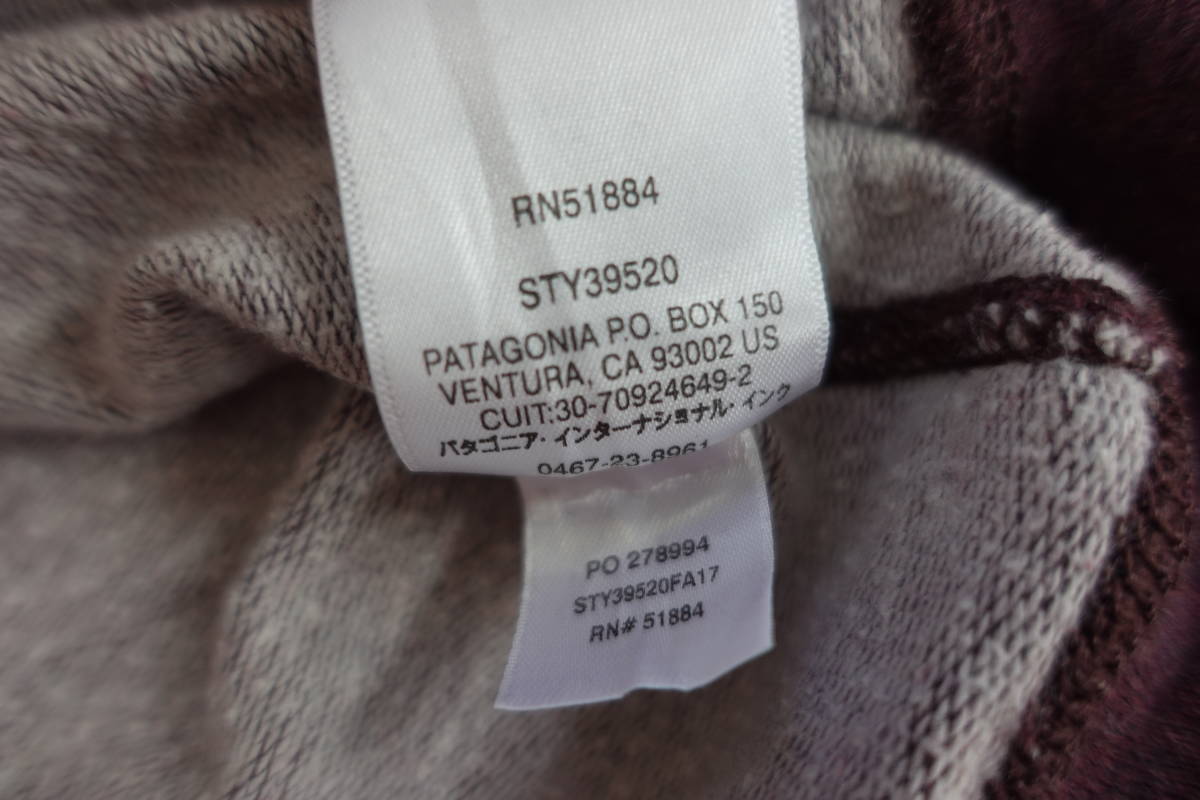 RN51884
STY39520
PATAGONIA P.O. BOX 150
VENTURA, CA 93002 US
CUIT:30-70924649-2
パタゴニア・インターナショナル・インク
0467-23-8961
PO 278994
STY39520FA17
RN# 51884